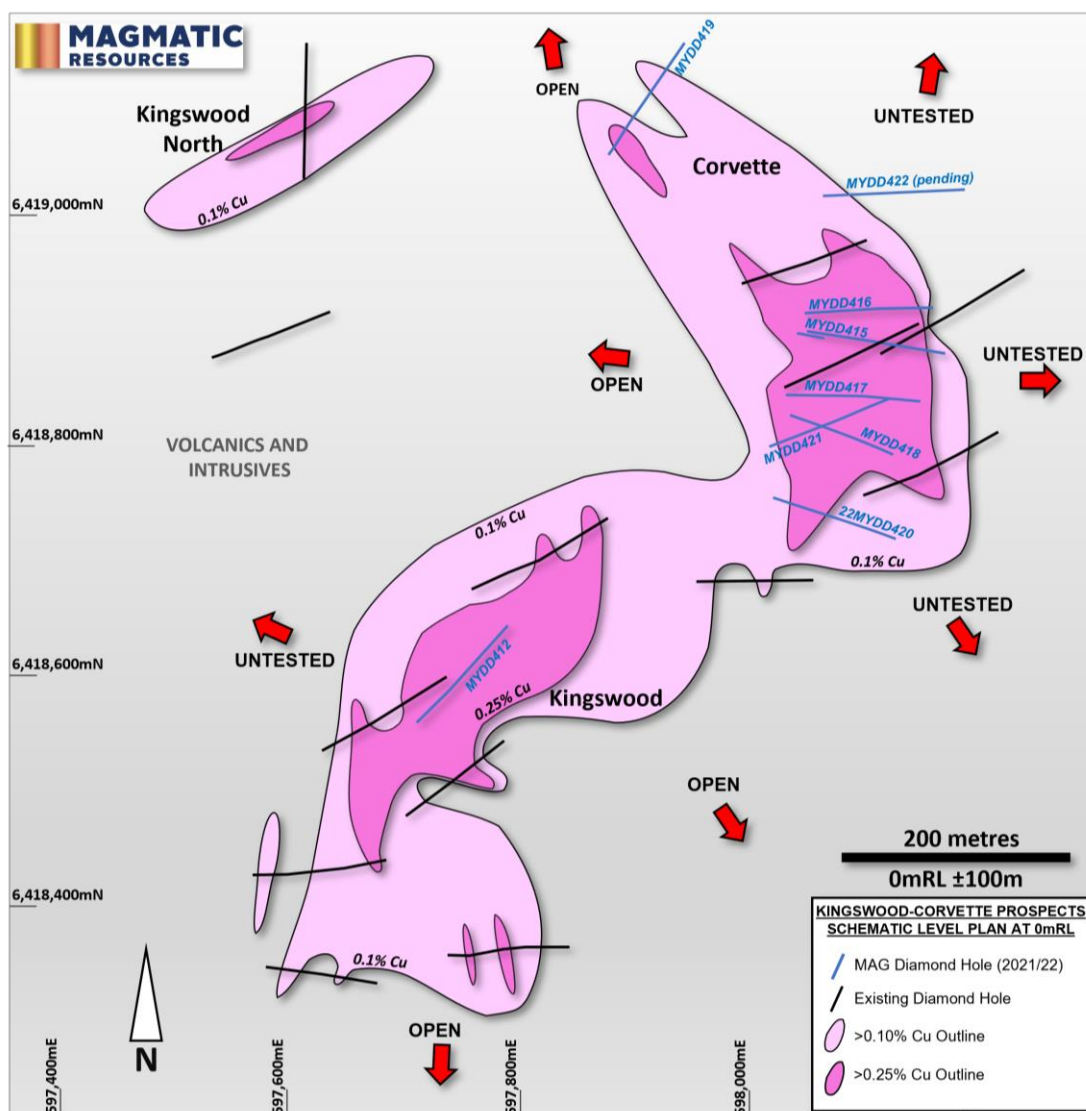 MAGMATIC
RESOURCES
MYDD419
OPEN
UNTESTED
Kingswood
North
Corvette
MYDD422 (pending)
0.1% Cu
6,419,000mN
MYDD416
MYDD415
UNTESTED
OPEN
MYDD417
VOLCANICS AND
INTRUSIVES
6,418,800mN
MYDD421
MYDD418
0.1% Cu
22MYDD420
0.1% Cu
UNTESTED
UNTESTED
6,418,600mN
MYDD412
0.25% Cu
Kingswood
OPEN
200 metres
0mRL ±100m
6,418,400mN
0.1% Cu
OPEN
N
597,400mE
597,600mE
597,800mE
598,000mE
KINGSWOOD-CORVETTE PROSPECTS
SCHEMATIC LEVEL PLAN AT 0mRL
MAG Diamond Hole (2021/22)
Existing Diamond Hole
>0.10% Cu Outline
>0.25% Cu Outline